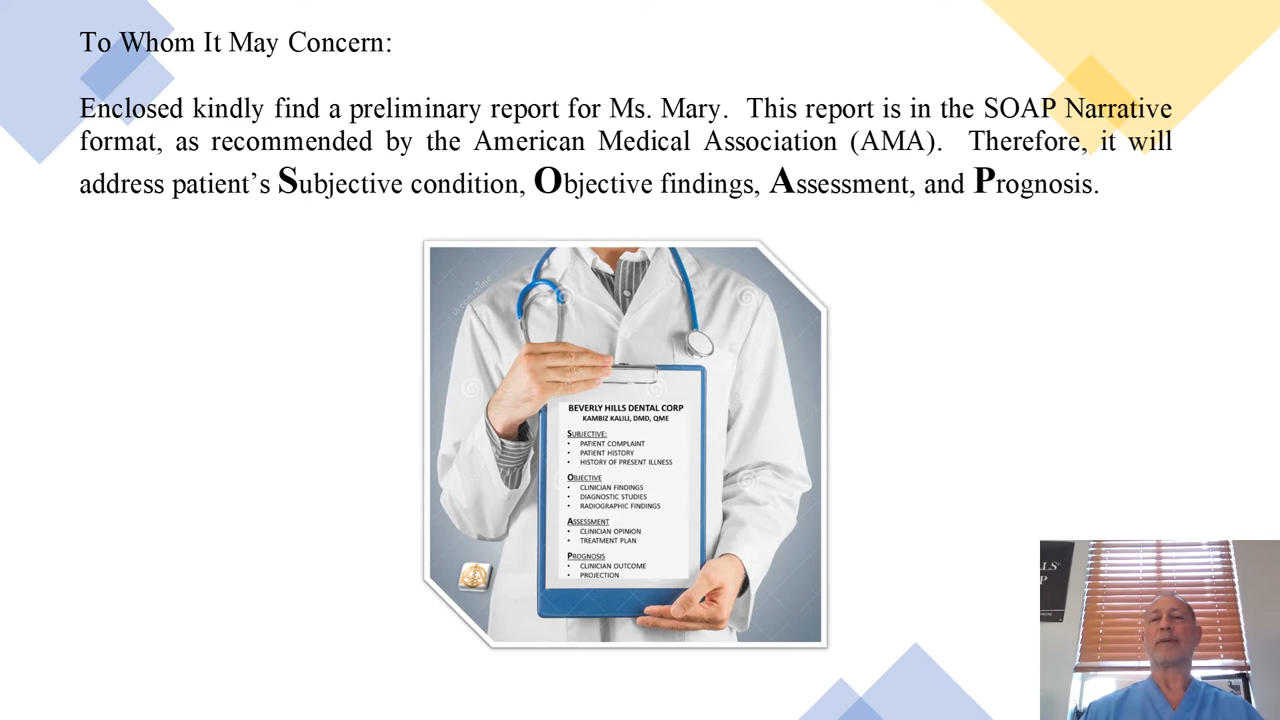 To Whom It May Concern:
Enclosed kindly find a preliminary report for Ms. Mary. This report is in the SOAP Narrative
format, as recommended by the American Medical Association (AMA). Therefore, it will
address patient's Subjective condition, Objective findings, Assessment, and Prognosis.
dreamstime
BEVERLY HILLS DENTAL CORP
KAMBIZ KALILI, DMD, QME
SUBJECTIVE:
• PATIENT COMPLAINT
• PATIENT HISTORY
• HISTORY OF PRESENT ILLNESS
OBJECTIVE
• CLINICIAN FINDINGS
• DIAGNOSTIC STUDIES
• RADIOGRAPHIC FINDINGS
ASSESSMENT
• CLINICIAN OPINION
• TREATMENT PLAN
PROGNOSIS
• CLINICIAN OUTCOME
• PROJECTION